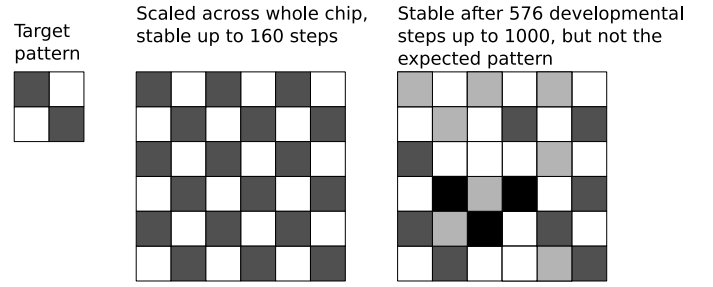 Target
pattern
Scaled across whole chip,
stable up to 160 steps
Stable after 576 developmental
steps up to 1000, but not the
expected pattern